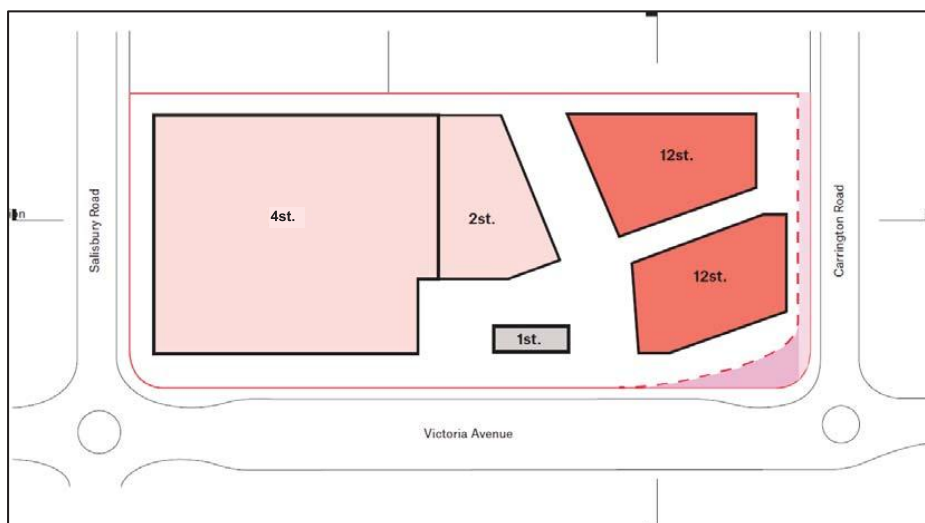 12st.
4st.
2st.
12st.
1st.
Salisbury Road
Carrington Road
Victoria Avenue